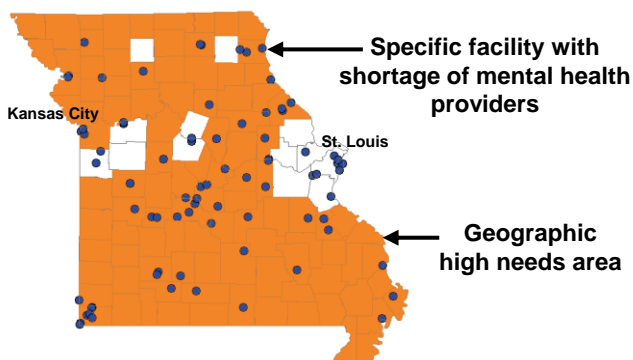 Specific facility with
shortage of mental health
providers
Kansas City
St. Louis
Geographic
high needs area